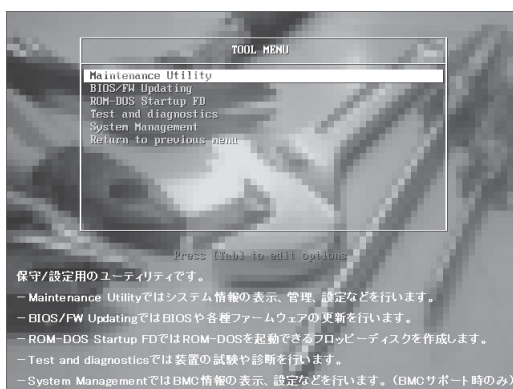 TOOL MENU
Maintenance Utility
BIOS/FW Updating
ROM-DOS Startup FD
Test and diagnostics
System Management
Return to previous menu
Press [Tab] to edit options
保守/設定用のユーティリティです。
－Maintenance Utilityではシステム情報の表示、管理、設定などを行います。
－BIOS/FW UpdatingではBIOSや各種ファームウェアの更新を行います。
－ROM-DOS Startup FDではROM-DOSを起動できるフロッピーディスクを作成します。
－Test and diagnosticsでは装置の試験や診断を行います。
－System ManagementではBMC情報の表示、設定などを行います。（BMCサポート時のみ）